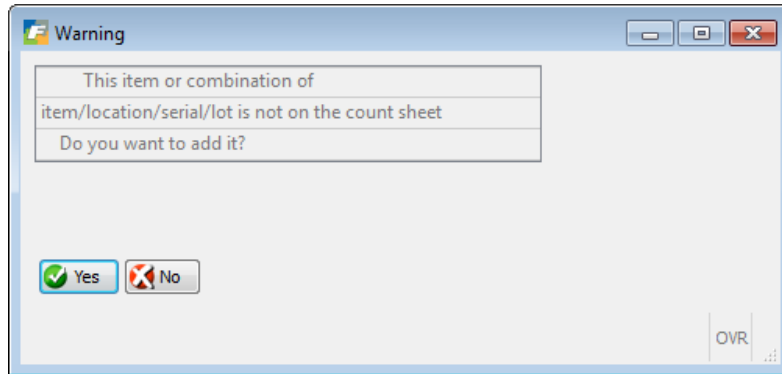 Warning
This item or combination of
item/location/serial/lot is not on the count sheet
Do you want to add it?
Yes No
OVR